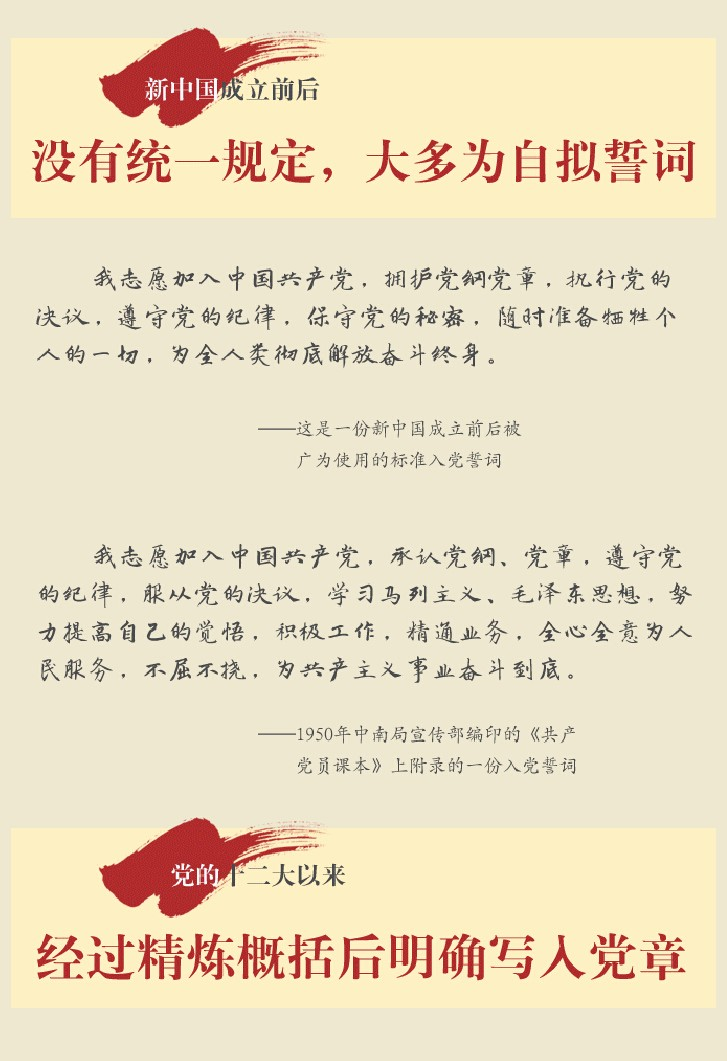 新中国成立前后
没有统一规定，大多为自拟誓词
我志愿加入中国共产党，拥护党纲党章，执行党的
决议，遵守党的纪律，保守党的秘密，随时准备牺牲个
人的一切，为全人类彻底解放奋斗终身。
——这是一份新中国成立前后被
广为使用的标准入党誓词
我志愿加入中国共产党，承认党纲、党章，遵守党
的纪律，服从党的决议，学习马列主义、毛泽东思想，努
力提高自己的觉悟，积极工作，精通业务，全心全意为人
民服务，不屈不挠，为共产主义事业奋斗到底。
——1950年中南局宣传部编印的《共产
党员课本》上附录的一份入党誓词
党的十二大以来
经过精炼概括后明确写入党章